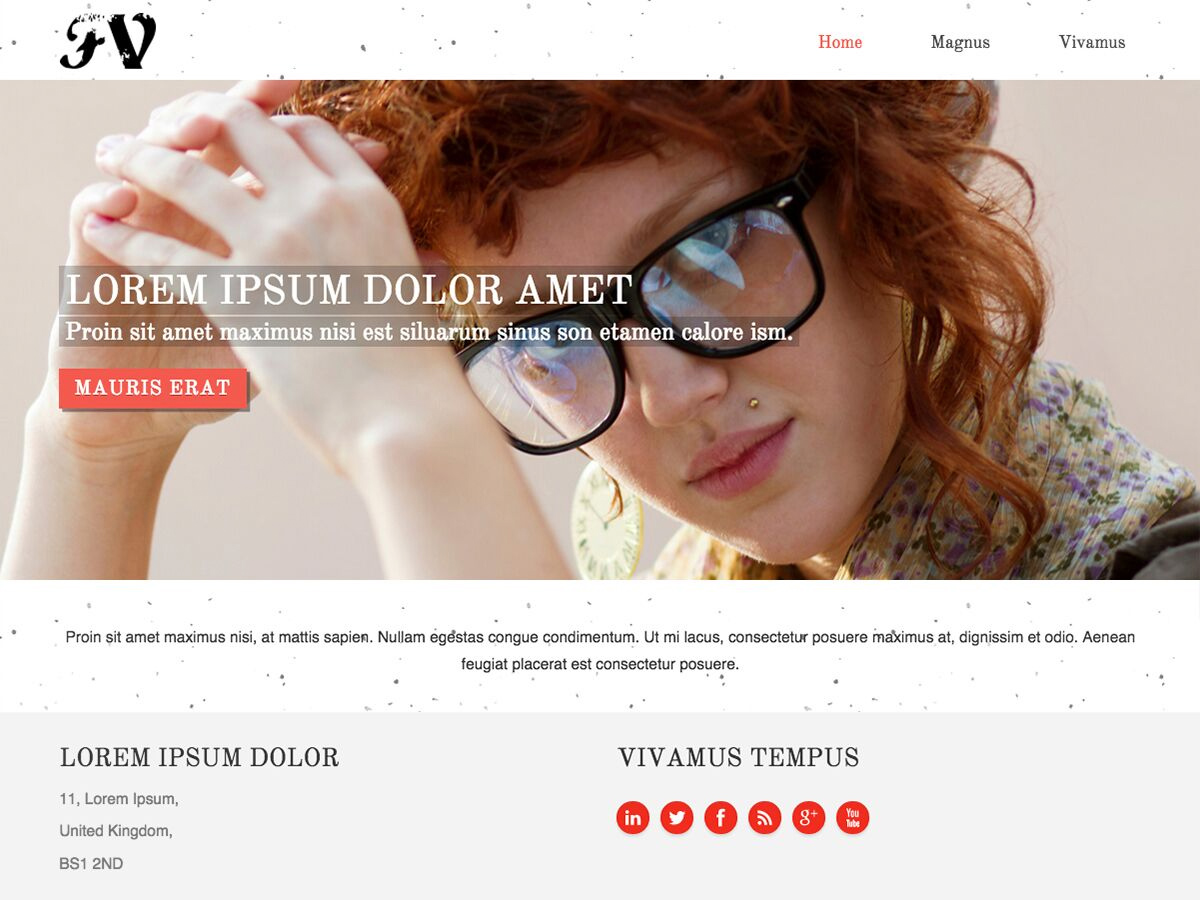 FV
Home Magnus Vivamus
LOREM IPSUM DOLOR AMET
Proin sit amet maximus nisi est siluarum sinus son etamen calore ism.
MAURIS ERAT
Proin sit amet maximus nisi, at mattis sapien. Nullam egestas congue condimentum. Ut mi lacus, consectetur posuere maximus at, dignissim et odio. Aenean
feugiat placerat est consectetur posuere.
LOREM IPSUM DOLOR
11, Lorem Ipsum,
United Kingdom,
BS1 2ND
VIVAMUS TEMPUS
in f g+ You
Tube